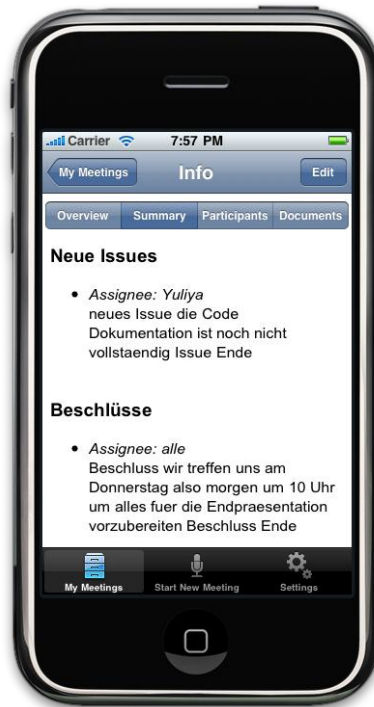 Carrier 7:57 PM
My Meetings Info Edit
Overview Summary Participants Documents
Neue Issues
• Assignee: Yuliya
neues Issue die Code
Dokumentation ist noch nicht
vollstaendig Issue Ende
Beschlüsse
• Assignee: alle
Beschluss wir treffen uns am
Donnerstag also morgen um 10 Uhr
um alles fuer die Endpraesentation
vorzubereiten Beschluss Ende
My Meetings Start New Meeting Settings